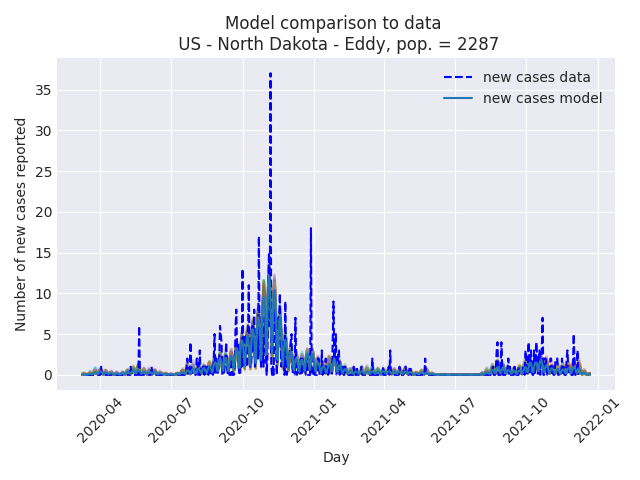 Model comparison to data
US - North Dakota - Eddy, pop. = 2287
new cases data
new cases model
Number of new cases reported
35
30
25
20
15
10
5
0
2020-04
2020-07
2020-10
2021-01
2021-04
2021-07
2021-10
2022-01
Day